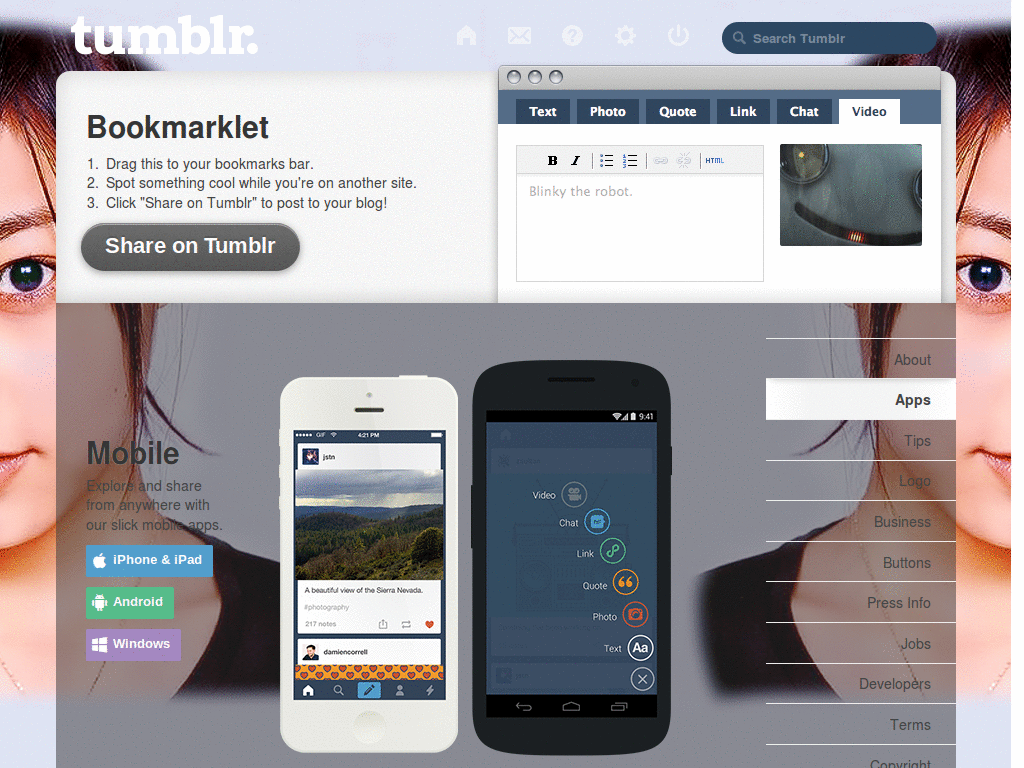 tumblr.
Search Tumblr
Bookmarklet
1. Drag this to your bookmarks bar.
2. Spot something cool while you're on another site.
3. Click "Share on Tumblr" to post to your blog!
Share on Tumblr
Text Photo Quote Link Chat Video
B I HTML
Blinky the robot.
Mobile
Explore and share
from anywhere with
our slick mobile apps.
iPhone & iPad
Android
Windows
GIF 4:21 PM
jstn
A beautiful view of the Sierra Nevada.
#photography
217 notes
damiencorrell
9:41
Video
Chat
Link
Quote
Photo
Text Aa
About
Apps
Tips
Logo
Business
Buttons
Press Info
Jobs
Developers
Terms
Copyright